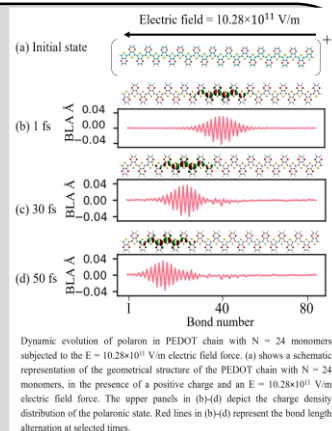 Electric field = 10.28×10¹¹ V/m
(a) Initial state
+
(b) 1 fs
BLA Å
0.04
0.00
−0.04
(c) 30 fs
BLA Å
0.04
0.00
−0.04
(d) 50 fs
BLA Å
0.04
0.00
−0.04
1 40 80
Bond number
Dynamic evolution of polaron in PEDOT chain with N = 24 monomers
subjected to the E = 10.28×10¹¹ V/m electric field force. (a) shows a schematic
representation of the geometrical structure of the PEDOT chain with N = 24
monomers, in the presence of a positive charge and an E = 10.28×10¹¹ V/m
electric field force. The upper panels in (b)-(d) depict the charge density
distribution of the polaronic state. Red lines in (b)-(d) represent the bond length
alternation at selected times.